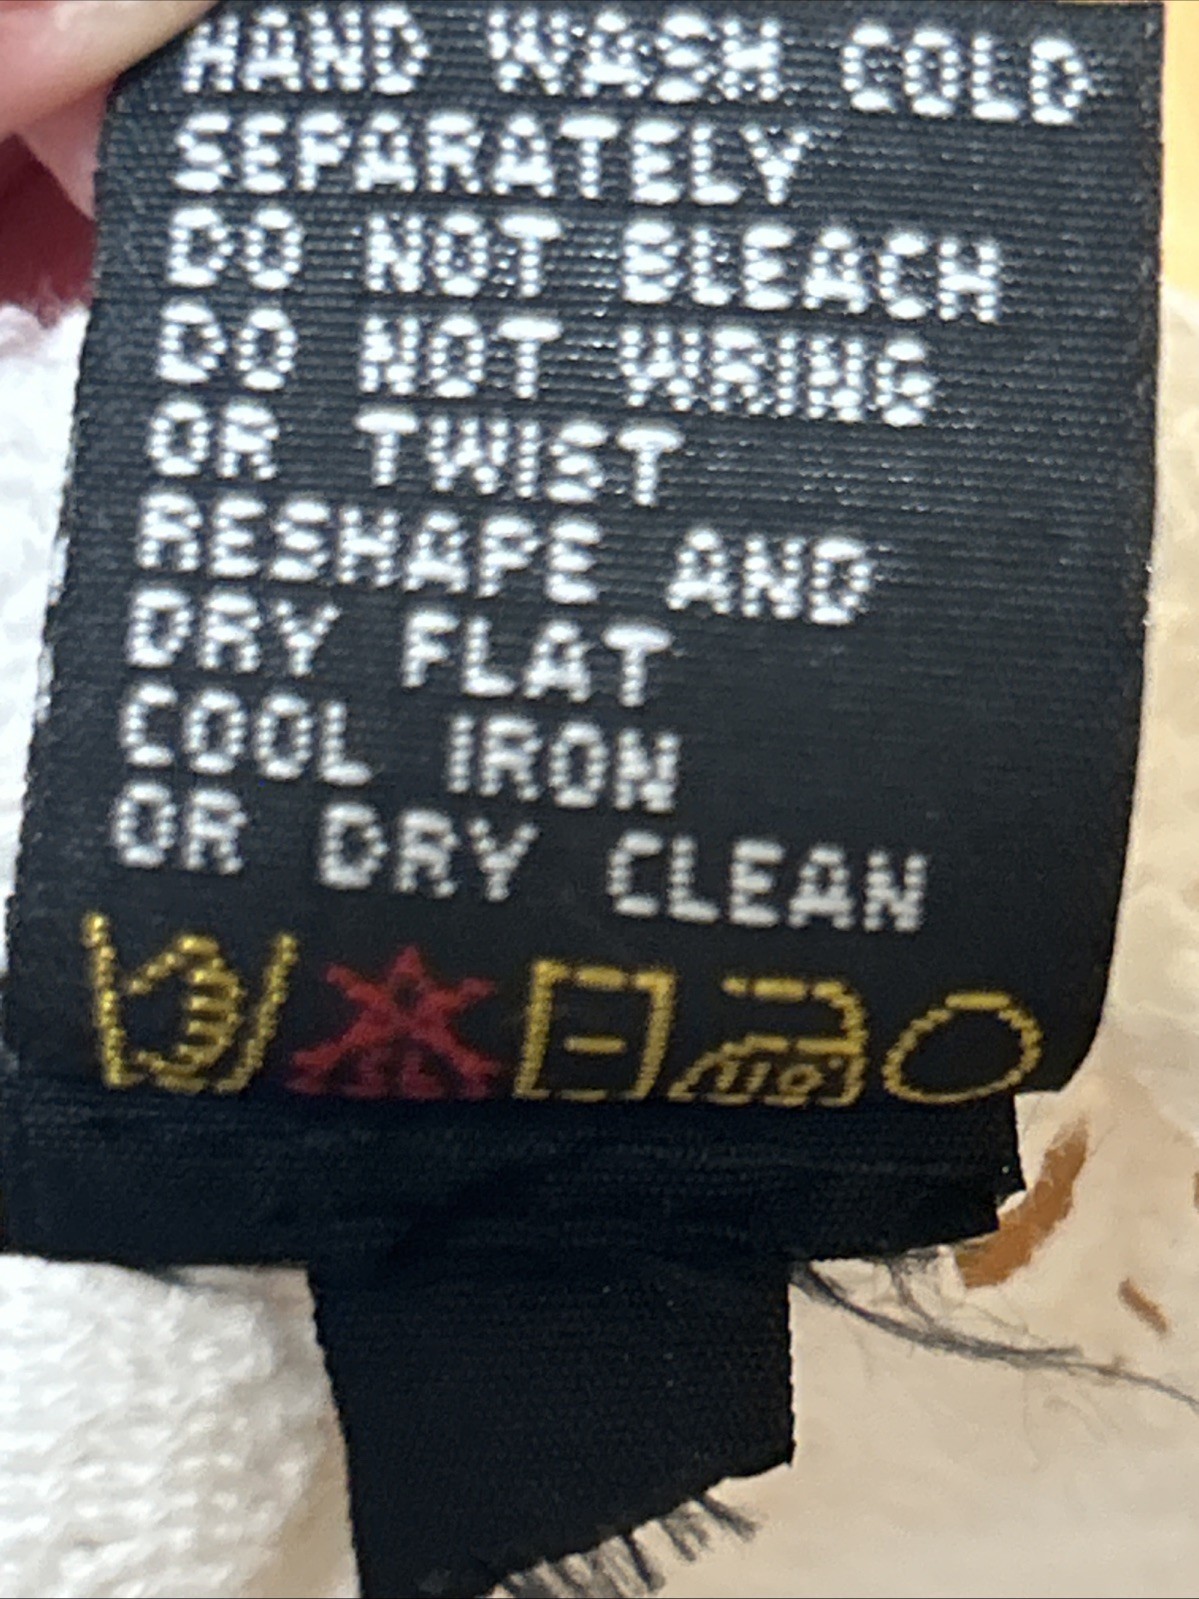 HAND WASH COLD
SEPARATELY
DO NOT BLEACH
DO NOT WRING
OR TWIST
RESHAPE AND
DRY FLAT
COOL IRON
OR DRY CLEAN
110°